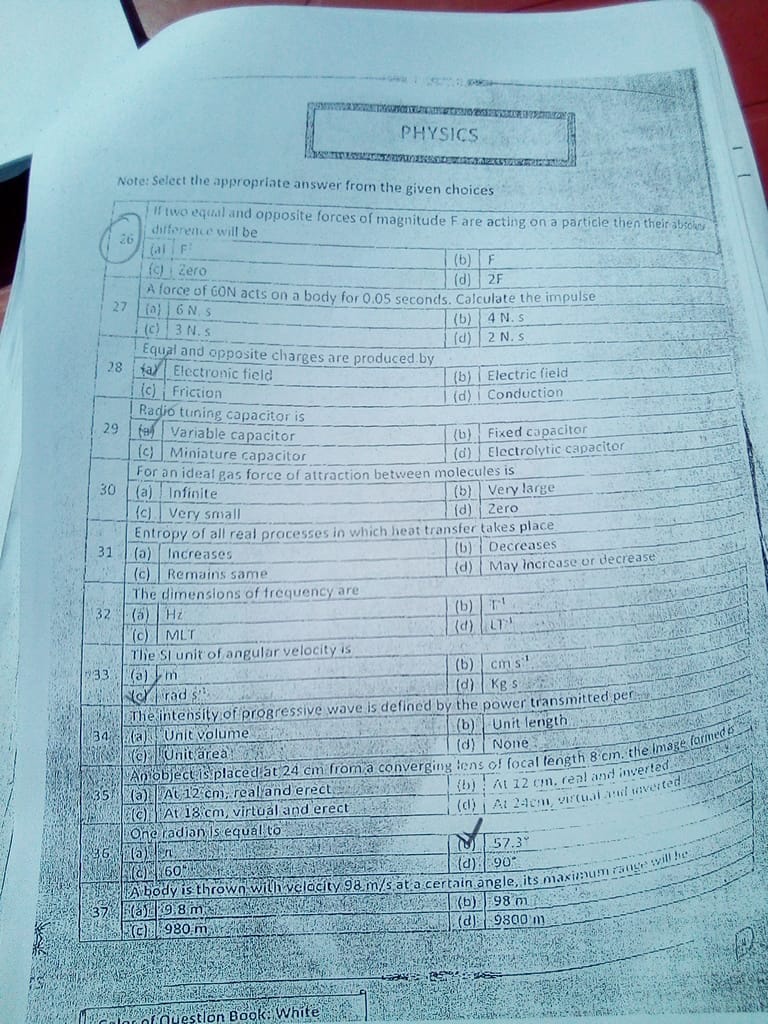 PHYSICS
Note: Select the appropriate answer from the given choices
26 If two equal and opposite forces of magnitude F are acting on a particle then their absolute
difference will be
(a) F² (b) F
(c) Zero (d) 2F
27 A force of 60N acts on a body for 0.05 seconds. Calculate the impulse
(a) 6 N. s (b) 4 N. s
(c) 3 N. s (d) 2 N. s
28 Equal and opposite charges are produced by
(a) Electronic field (b) Electric field
(c) Friction (d) Conduction
29 Radio tuning capacitor is
(a) Variable capacitor (b) Fixed capacitor
(c) Miniature capacitor (d) Electrolytic capacitor
30 For an ideal gas force of attraction between molecules is
(a) Infinite (b) Very large
(c) Very small (d) Zero
31 Entropy of all real processes in which heat transfer takes place
(a) Increases (b) Decreases
(c) Remains same (d) May Increase or decrease
32 The dimensions of frequency are
(a) Hz (b) T⁻¹
(c) MLT (d) LT⁻¹
33 The SI unit of angular velocity is
(a) m (b) cm s⁻¹
(c) rad s⁻¹ (d) Kg s
34 The intensity of progressive wave is defined by the power transmitted per
(a) Unit volume (b) Unit length
(c) Unit area (d) None
35 An object is placed at 24 cm from a converging lens of focal length 8 cm, the Image formed is
(a) At 12 cm, real and erect (b) At 12 cm, real and inverted
(c) At 18 cm, virtual and erect (d) At 24cm, virtual and inverted
36 One radian is equal to
(a) π (b) 57.3°
(c) 60° (d) 90°
37 A body is thrown with velocity 98 m/s at a certain angle, its maximum range will be
(a) 9.8 m (b) 98 m
(c) 980 m (d) 9800 m
Color of Question Book: White